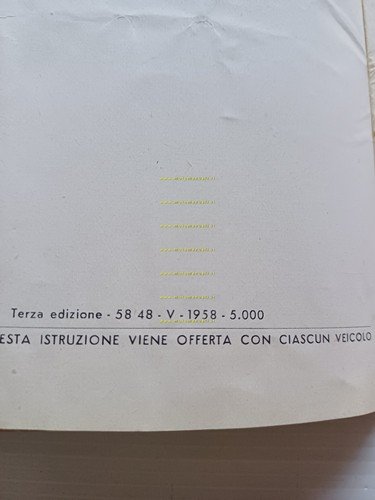 Terza edizione - 58 48 - V - 1958 - 5.000
ESTA ISTRUZIONE VIENE OFFERTA CON CIASCUN VEICOLO